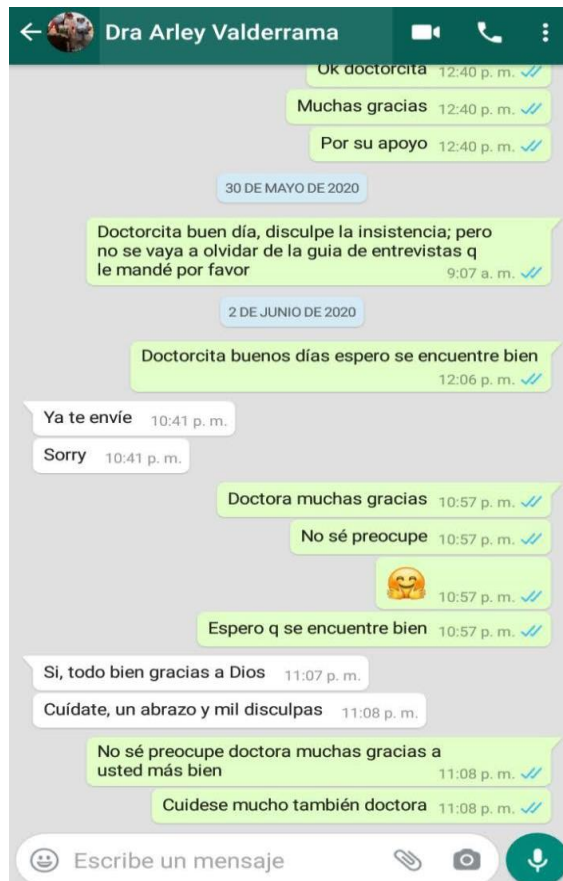 Dra Arley Valderrama
Ok doctorcita 12:40 p. m.
Muchas gracias 12:40 p. m.
Por su apoyo 12:40 p. m.
30 DE MAYO DE 2020
Doctorcita buen día, disculpe la insistencia; pero
no se vaya a olvidar de la guia de entrevistas q
le mandé por favor 9:07 a. m.
2 DE JUNIO DE 2020
Doctorcita buenos días espero se encuentre bien
12:06 p. m.
Ya te envíe 10:41 p. m.
Sorry 10:41 p. m.
Doctora muchas gracias 10:57 p. m.
No sé preocupe 10:57 p. m.
🤗 10:57 p. m.
Espero q se encuentre bien 10:57 p. m.
Si, todo bien gracias a Dios 11:07 p. m.
Cuídate, un abrazo y mil disculpas 11:08 p. m.
No sé preocupe doctora muchas gracias a
usted más bien 11:08 p. m.
Cuidese mucho también doctora 11:08 p. m.
Escribe un mensaje